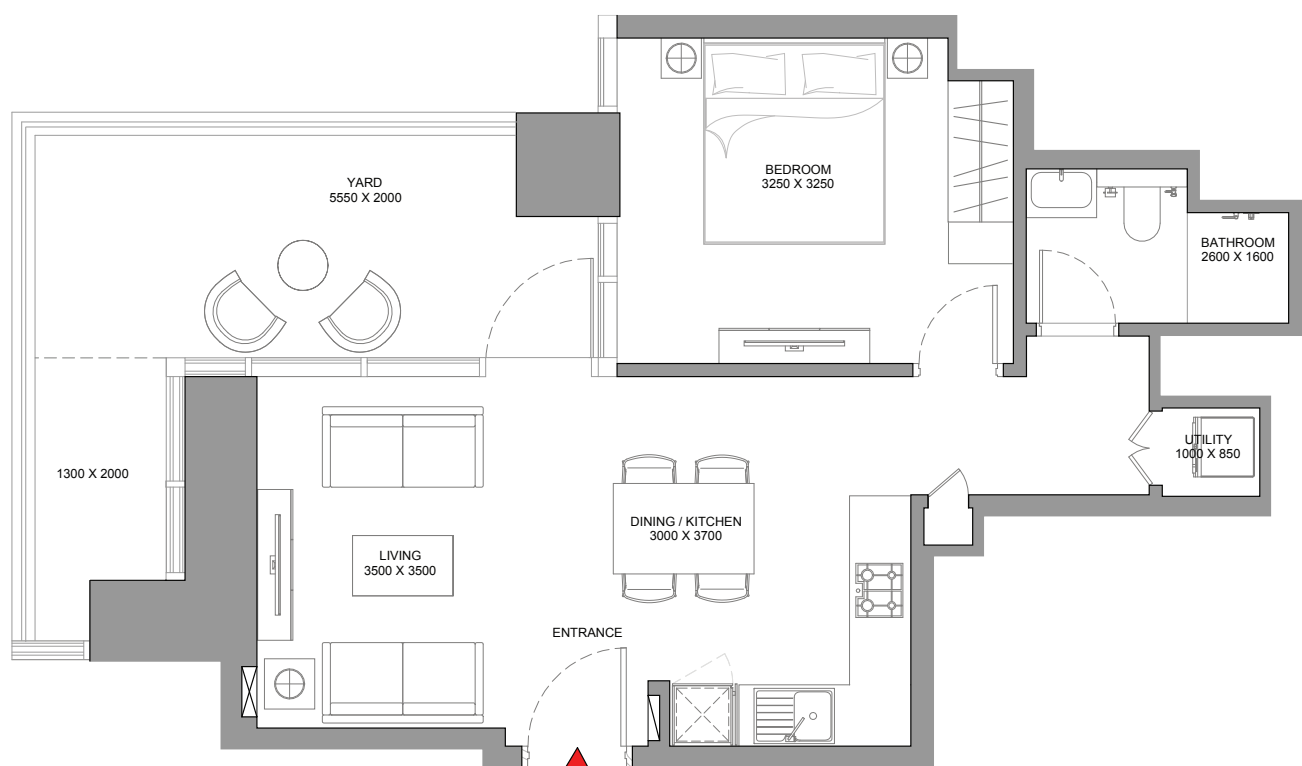 YARD
5550 X 2000
BEDROOM
3250 X 3250
BATHROOM
2600 X 1600
UTILITY
1000 X 850
1300 X 2000
DINING / KITCHEN
3000 X 3700
LIVING
3500 X 3500
ENTRANCE